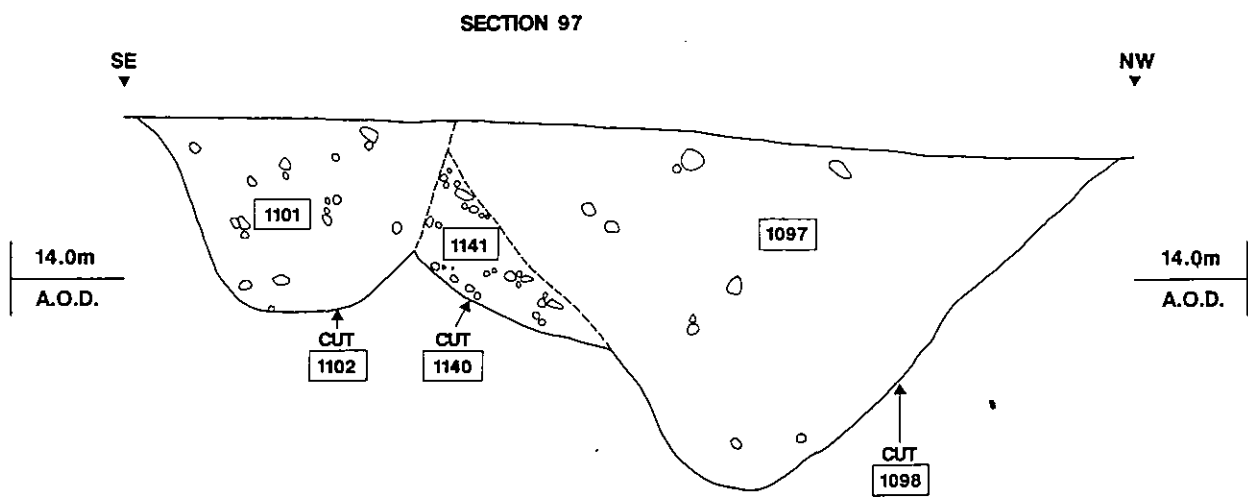 SECTION 97
SE
NW
1101
1141
1097
14.0m
A.O.D.
14.0m
A.O.D.
CUT
1102
CUT
1140
CUT
1098